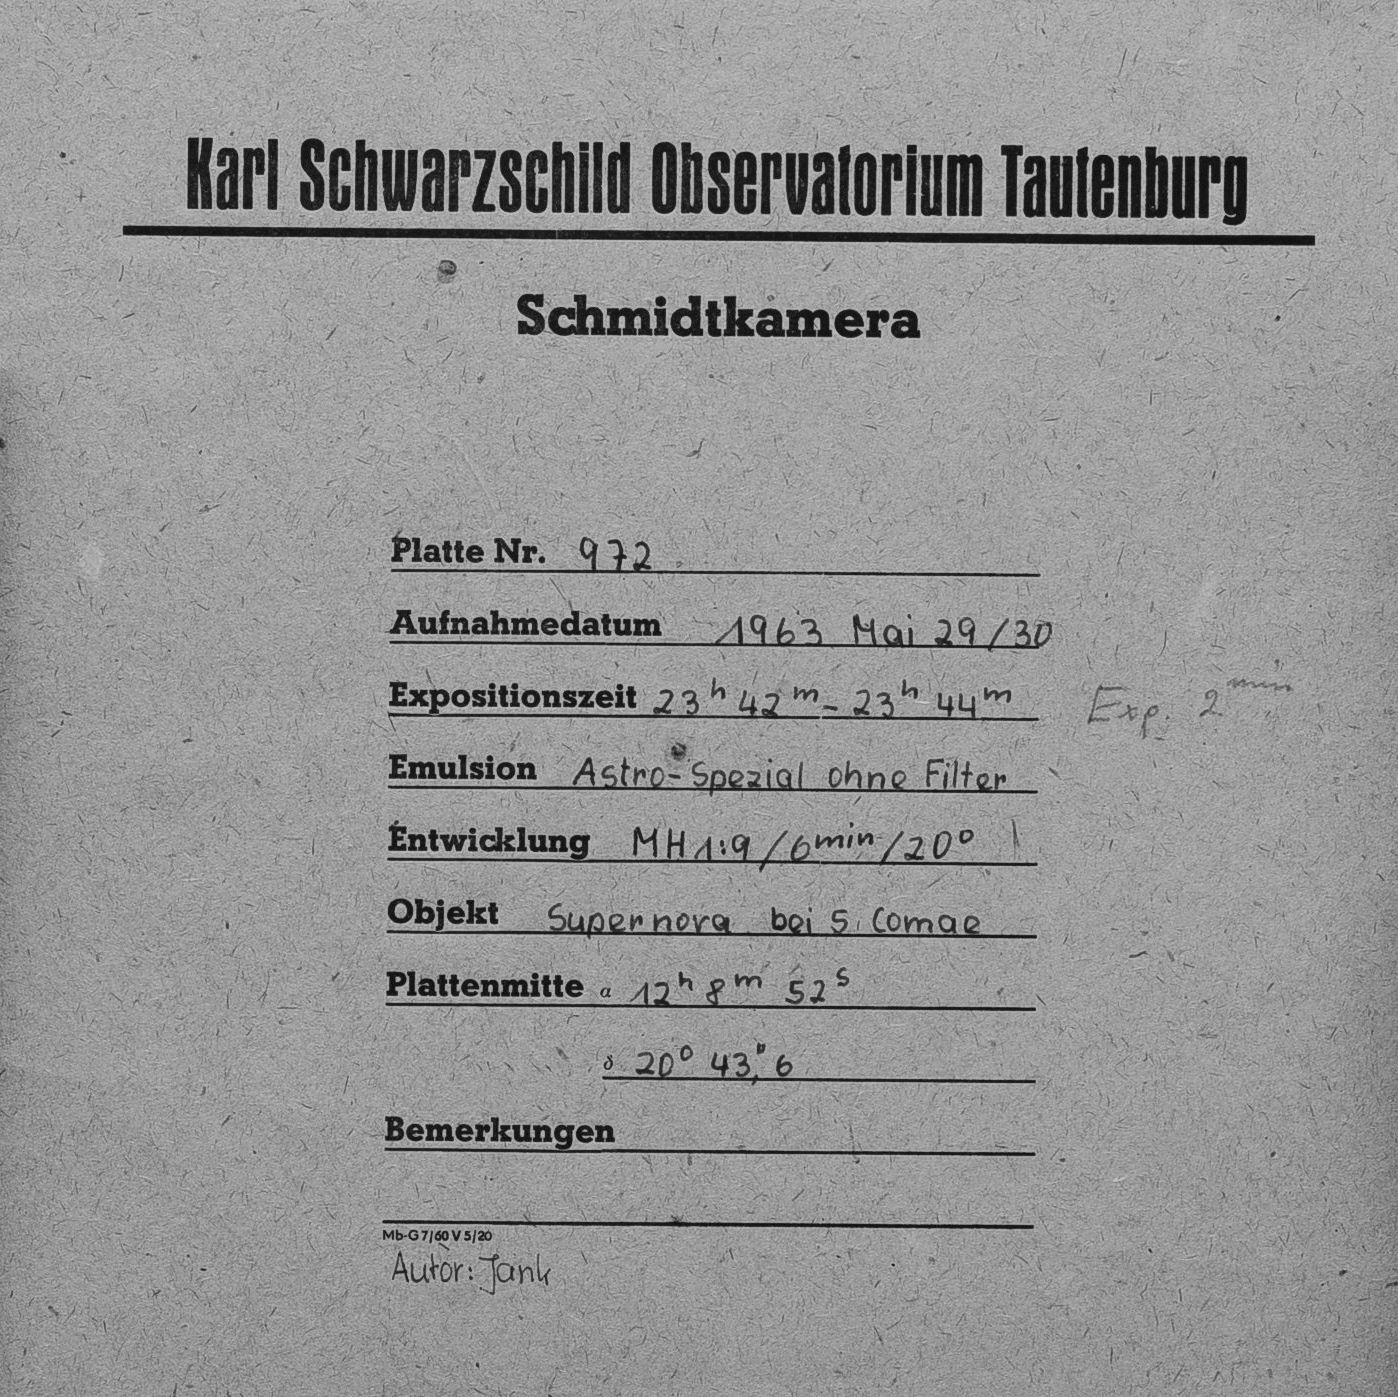 Karl Schwarzschild Observatorium Tautenburg
Schmidtkamera
Platte Nr. 972
Aufnahmedatum 1963 Mai 29/30
Expositionszeit 23h 42m - 23h 44m Exp. 2min
Emulsion Astro-Spezial ohne Filter
Entwicklung MH 1:9/6min/20°
Objekt Supernova bei 5 Comae
Plattenmitte α 12h 8m 52s
δ 20° 43," 6
Bemerkungen
Mb-G 7/60 V 5/20
Autor: Jank